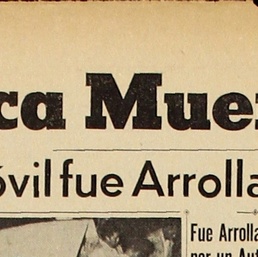 ca Mue
óvil fue Arrolla
Fue Arrolla
por un Aut